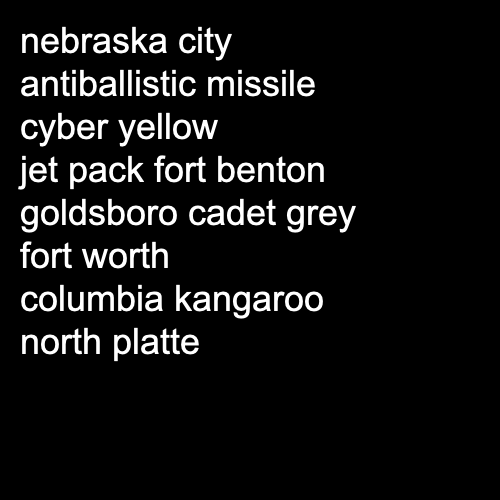 nebraska city
antiballistic missile
cyber yellow
jet pack fort benton
goldsboro cadet grey
fort worth
columbia kangaroo
north platte